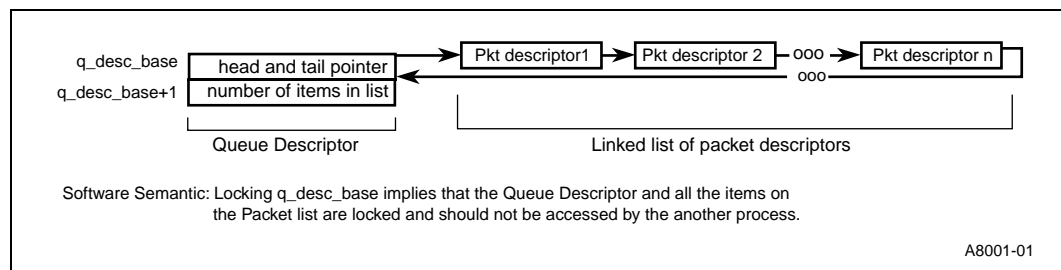 q_desc_base
head and tail pointer
Pkt descriptor1
Pkt descriptor 2
ooo
Pkt descriptor n
ooo
q_desc_base+1
number of items in list
Queue Descriptor
Linked list of packet descriptors
Software Semantic: Locking q_desc_base implies that the Queue Descriptor and all the items on
the Packet list are locked and should not be accessed by the another process.
A8001-01